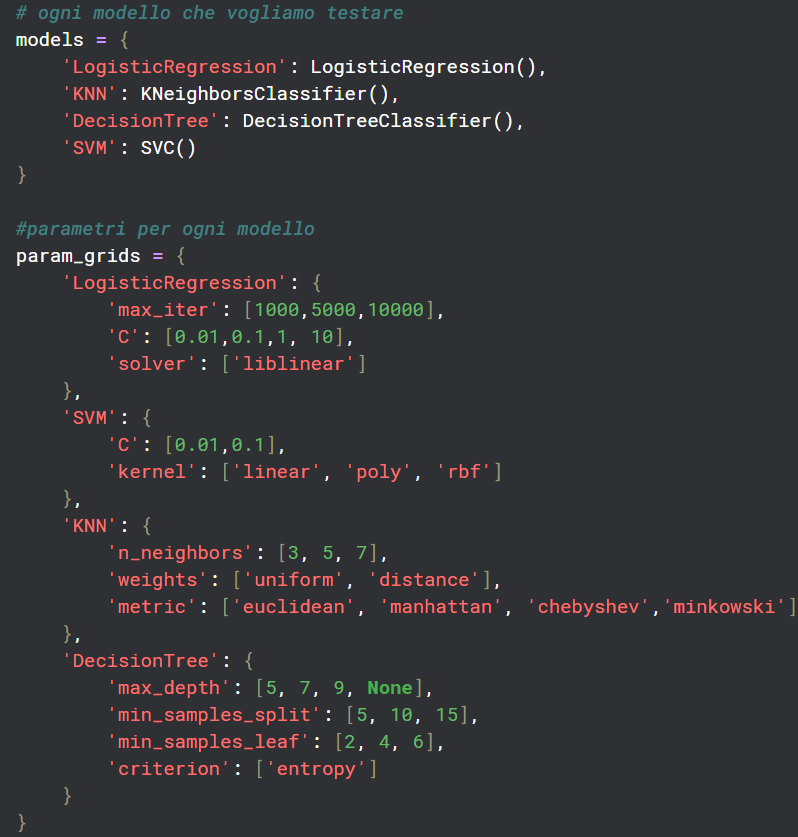 # ogni modello che vogliamo testare
models = {
    'LogisticRegression': LogisticRegression(),
    'KNN': KNeighborsClassifier(),
    'DecisionTree': DecisionTreeClassifier(),
    'SVM': SVC()
}

#parametri per ogni modello
param_grids = {
    'LogisticRegression': {
        'max_iter': [1000,5000,10000],
        'C': [0.01,0.1,1, 10],
        'solver': ['liblinear']
    },
    'SVM': {
        'C': [0.01,0.1],
        'kernel': ['linear', 'poly', 'rbf']
    },
    'KNN': {
        'n_neighbors': [3, 5, 7],
        'weights': ['uniform', 'distance'],
        'metric': ['euclidean', 'manhattan', 'chebyshev','minkowski']
    },
    'DecisionTree': {
        'max_depth': [5, 7, 9, None],
        'min_samples_split': [5, 10, 15],
        'min_samples_leaf': [2, 4, 6],
        'criterion': ['entropy']
    }
}